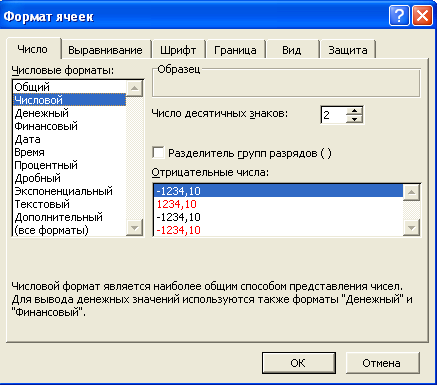 Формат ячеек
Число
Выравнивание
Шрифт
Граница
Вид
Защита
Числовые форматы:
Общий
Числовой
Денежный
Финансовый
Дата
Время
Процентный
Дробный
Экспоненциальный
Текстовый
Дополнительный
(все форматы)
Образец
Число десятичных знаков:
2
Разделитель групп разрядов ( )
Отрицательные числа:
-1234,10
1234,10
-1234,10
-1234,10
Числовой формат является наиболее общим способом представления чисел.
Для вывода денежных значений используются также форматы "Денежный" и
"Финансовый".
ОК
Отмена